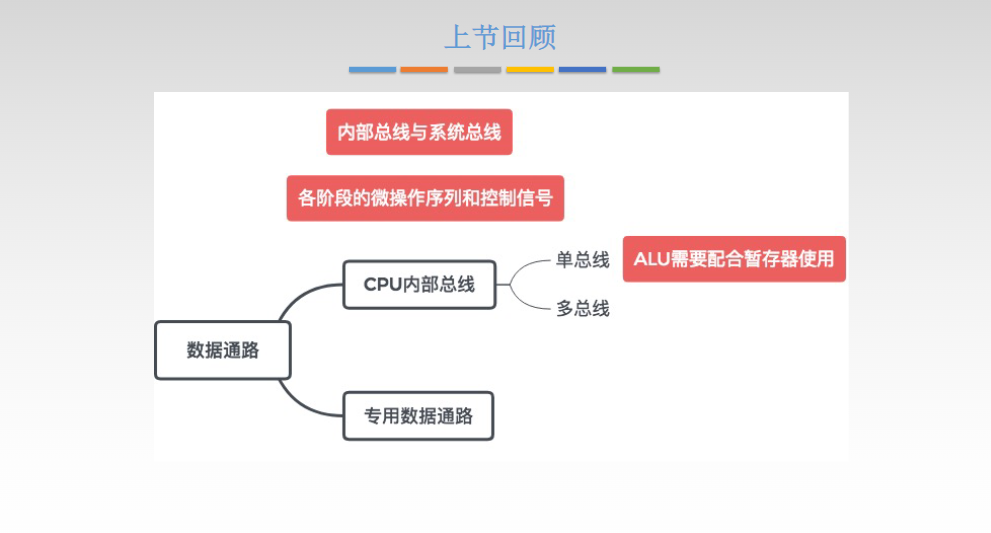 上节回顾
内部总线与系统总线
各阶段的微操作序列和控制信号
单总线
ALU需要配合暂存器使用
CPU内部总线
多总线
数据通路
专用数据通路